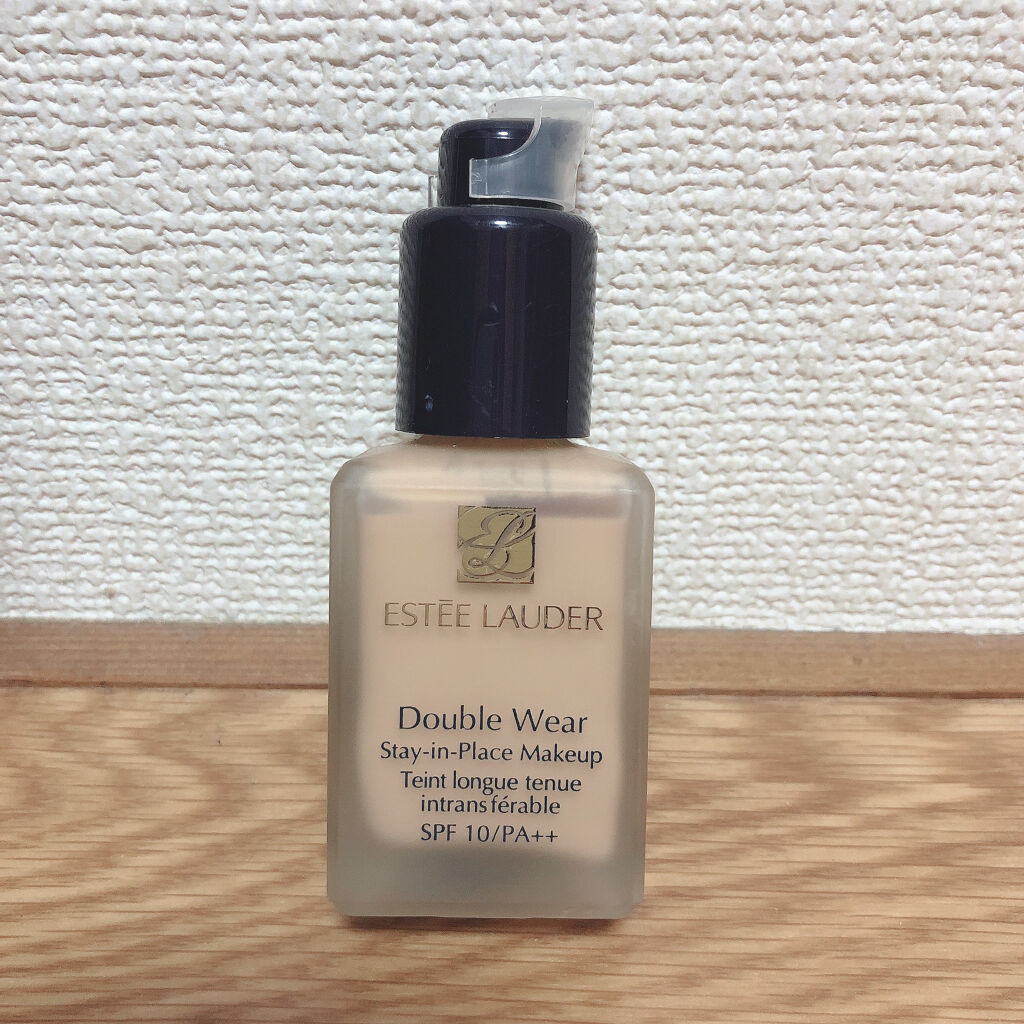 ESTĒE LAUDER
Double Wear
Stay-in-Place Makeup
Teint longue tenue
intransférable
SPF 10/PA++